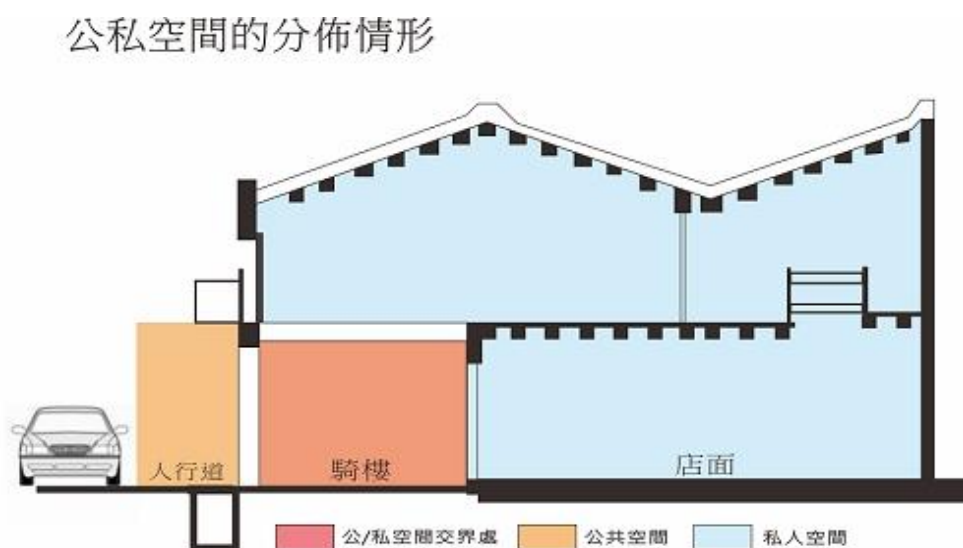 公私空間的分佈情形
人行道
騎樓
店面
公/私空間交界處
公共空間
私人空間